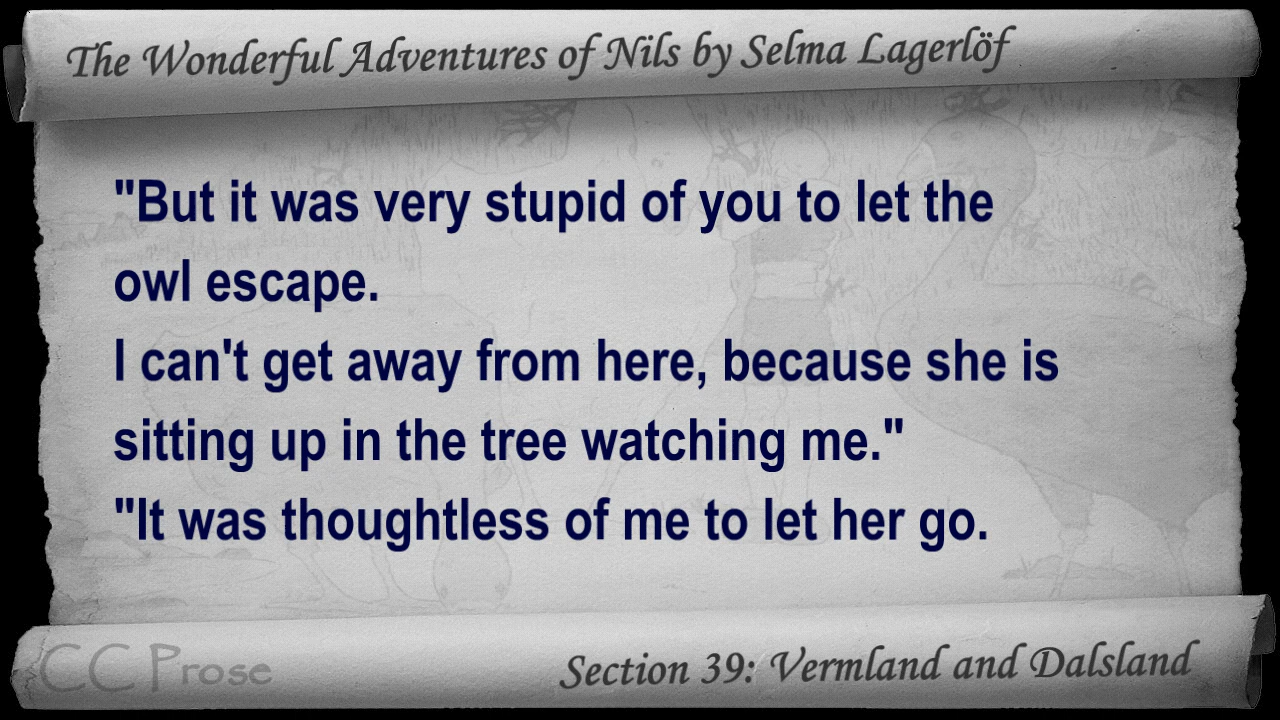 The Wonderful Adventures of Nils by Selma Lagerlöf
"But it was very stupid of you to let the
owl escape.
I can't get away from here, because she is
sitting up in the tree watching me."
"It was thoughtless of me to let her go.
CC Prose
Section 39: Vermland and Dalsland